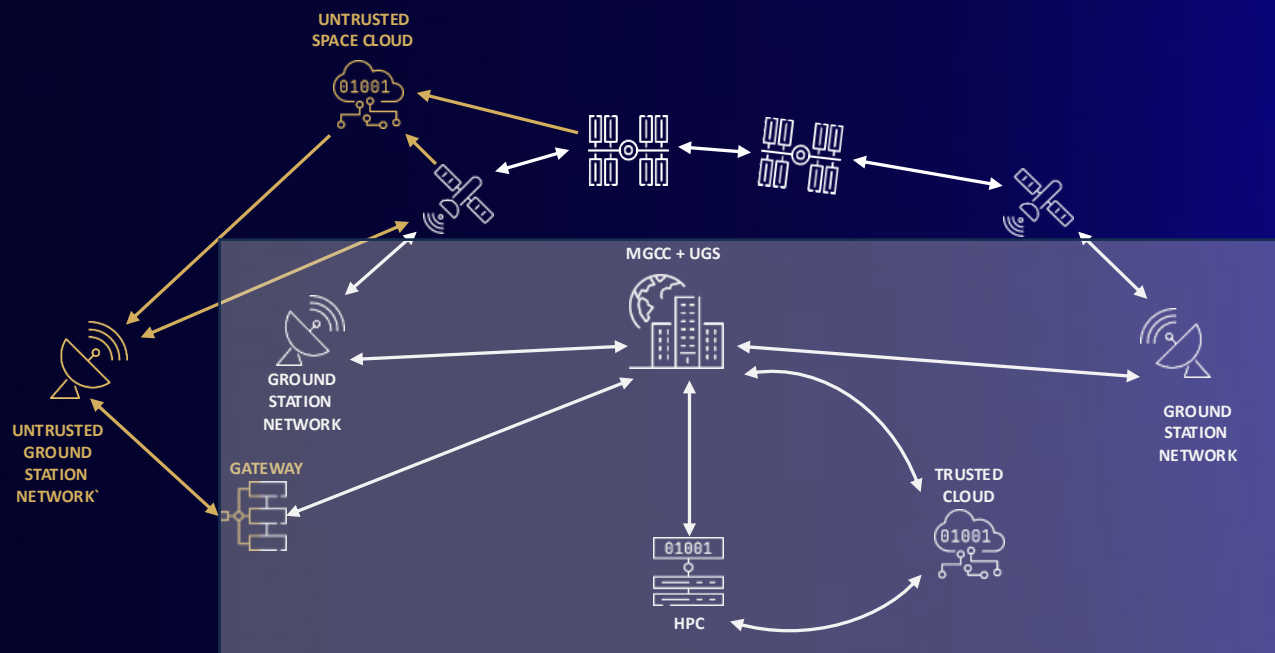 UNTRUSTED
SPACE CLOUD
01001
MGCC + UGS
GROUND
STATION
NETWORK
UNTRUSTED
GROUND
STATION
NETWORK`
GATEWAY
GROUND
STATION
NETWORK
TRUSTED
CLOUD
01001
01001
HPC